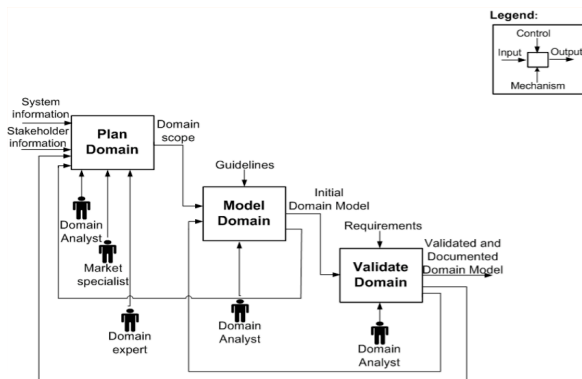 Legend:
Control
Input
Output
Mechanism
System
information
Stakeholder
information
Plan
Domain
Domain
scope
Domain
Analyst
Market
specialist
Domain
expert
Guidelines
Model
Domain
Initial
Domain Model
Domain
Analyst
Requirements
Validate
Domain
Validated and
Documented
Domain Model
Domain
Analyst